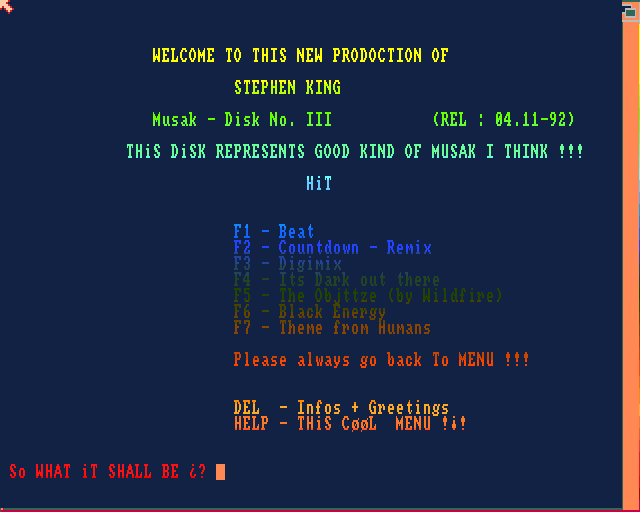 WELCOME TO THIS NEW PRODOCTION OF
STEPHEN KING
Musak - Disk No. III (REL : 04.11-92)
THiS DiSK REPRESENTS GOOD KIND OF MUSAK I THINK !!!
HiT
F1 - Beat
F2 - Countdown - Remix
F3 - Digimix
F4 - Its Dark out there
F5 - The Objttze (by Wildfire)
F6 - Black Energy
F7 - Theme from Humans
Please always go back To MENU !!!
DEL - Infos + Greetings
HELP - THiS CøøL MENU !¡!
So WHAT iT SHALL BE ¿?